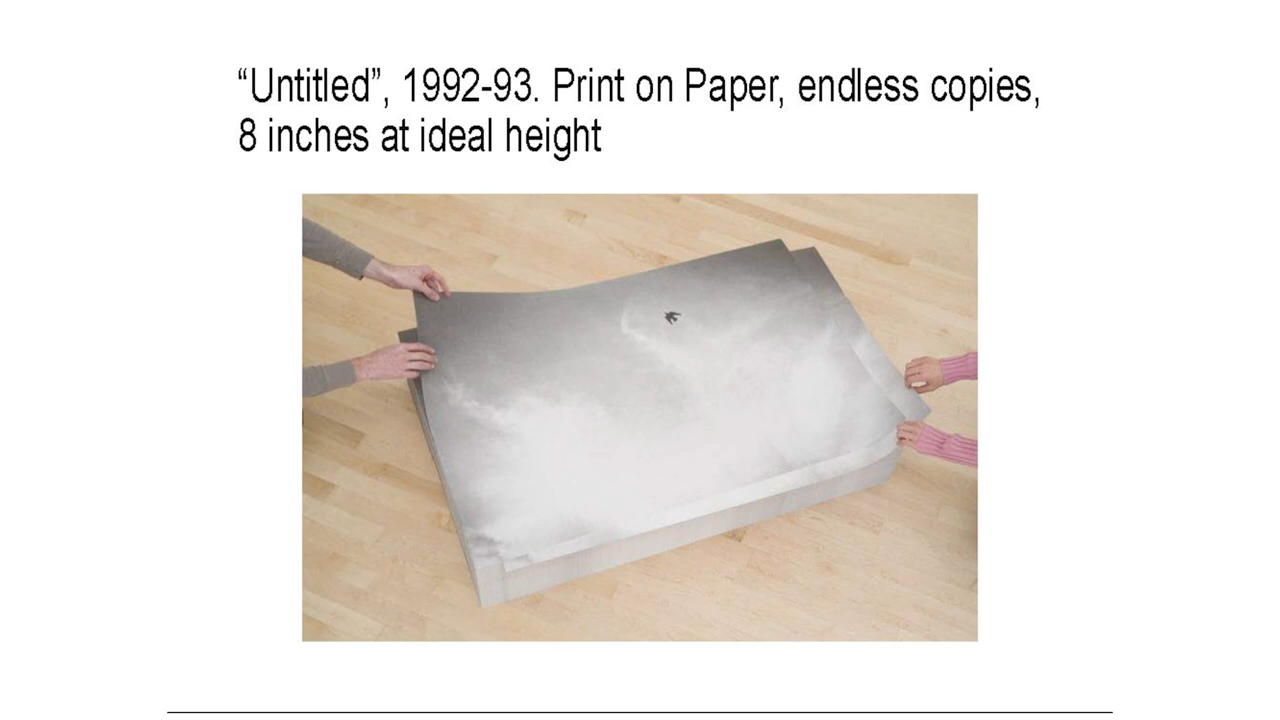 “Untitled”, 1992-93. Print on Paper, endless copies,
8 inches at ideal height